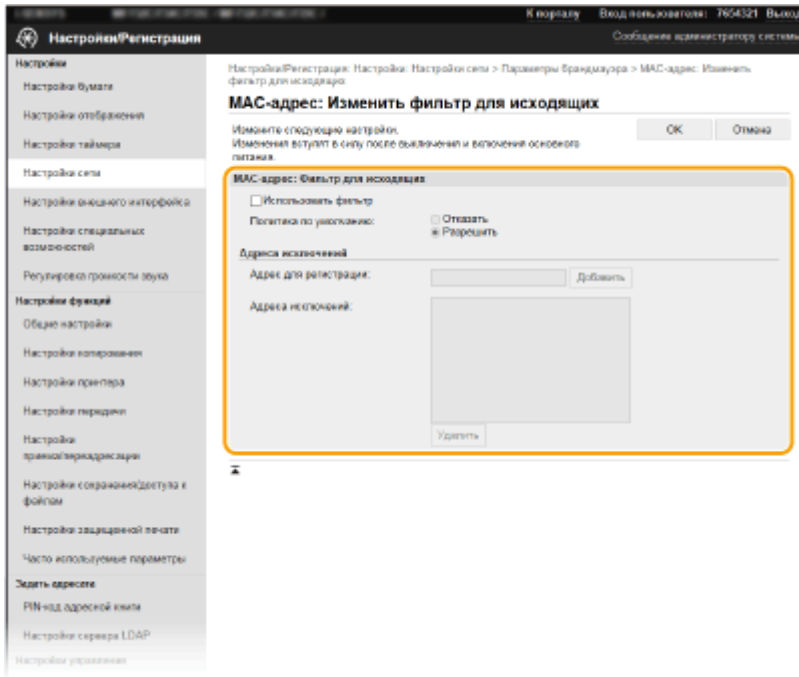 К порталу Вход пользователя: 7654321 Выход
Настройки/Регистрация
Сообщение администратору системы
Настройки
Настройки бумаги
Настройки отображения
Настройки таймера
Настройки сети
Настройки внешнего интерфейса
Настройки специальных
возможностей
Регулировка громкости звука
Настройки функций
Общие настройки
Настройки копирования
Настройки принтера
Настройки передачи
Настройки
приема/переадресации
Настройки сохранения/доступа к
файлам
Настройки защищенной печати
Часто используемые параметры
Задать адресата
PIN-код адресной книги
Настройки сервера LDAP
Настройки управления
Настройки/Регистрация: Настройки: Настройки сети > Параметры брандмауэра > MAC-адрес: Изменить
фильтр для исходящих
MAC-адрес: Изменить фильтр для исходящих
Измените следующие настройки.
Изменения вступят в силу после выключения и включения основного
питания.
OK Отмена
MAC-адрес: Фильтр для исходящих
Использовать фильтр
Политика по умолчанию: Отказать
Разрешить
Адреса исключений
Адрес для регистрации: Добавить
Адреса исключений:
Удалить